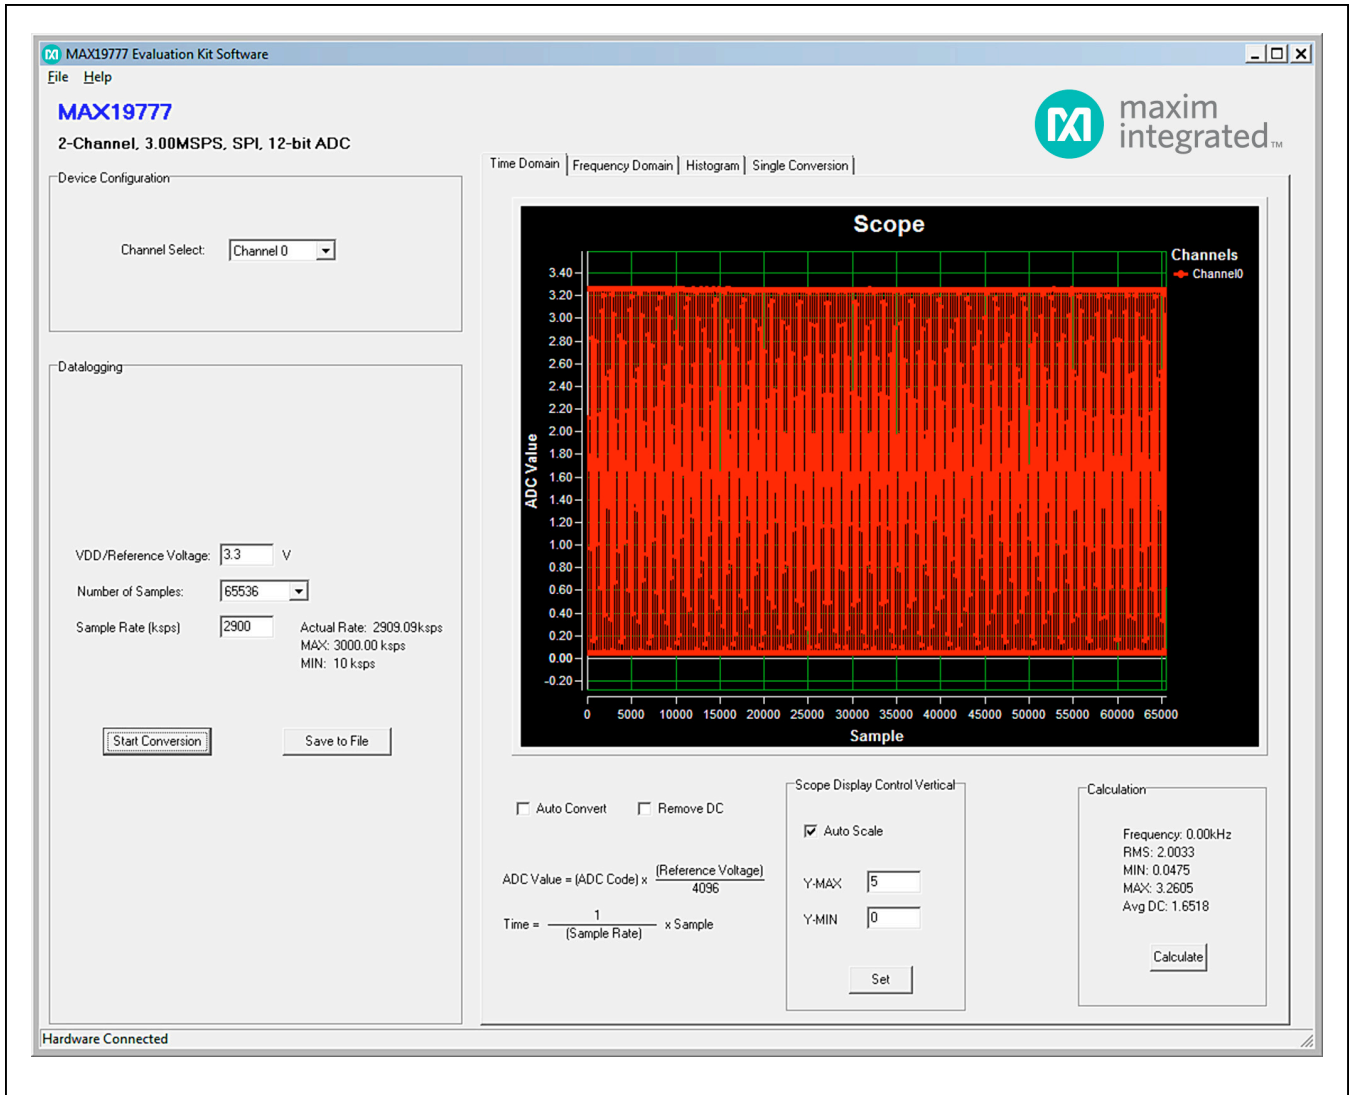 MAX19777 Evaluation Kit Software
File Help
MAX19777
2-Channel, 3.00MSPS, SPI, 12-bit ADC
maxim
integrated™
Device Configuration
Channel Select: Channel 0
Datalogging
VDD/Reference Voltage: 3.3 V
Number of Samples: 65536
Sample Rate (ksps) 2900 Actual Rate: 2909.09ksps
MAX: 3000.00 ksps
MIN: 10 ksps
Start Conversion Save to File
Time Domain Frequency Domain Histogram Single Conversion
Scope
Channels
Channel0
ADC Value
3.40
3.20
3.00
2.80
2.60
2.40
2.20
2.00
1.80
1.60
1.40
1.20
1.00
0.80
0.60
0.40
0.20
0.00
-0.20
0 5000 10000 15000 20000 25000 30000 35000 40000 45000 50000 55000 60000 65000
Sample
Auto Convert Remove DC
ADC Value = (ADC Code) x (Reference Voltage)
4096
Time = 1
(Sample Rate) x Sample
Scope Display Control Vertical
Auto Scale
Y-MAX 5
Y-MIN 0
Set
Calculation
Frequency: 0.00kHz
RMS: 2.0033
MIN: 0.0475
MAX: 3.2605
Avg DC: 1.6518
Calculate
Hardware Connected